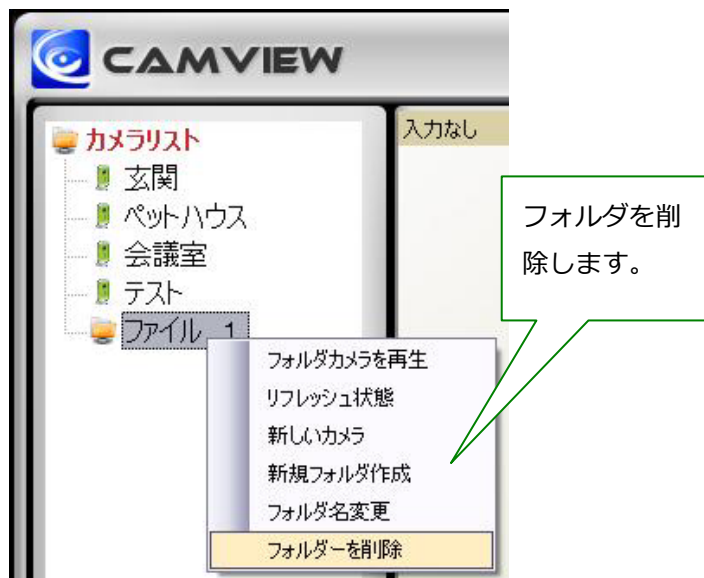 CAMVIEW
カメラリスト
玄関
ペットハウス
会議室
テスト
ファイル 1
入力なし
フォルダを削
除します。
フォルダカメラを再生
リフレッシュ状態
新しいカメラ
新規フォルダ作成
フォルダ名変更
フォルダーを削除